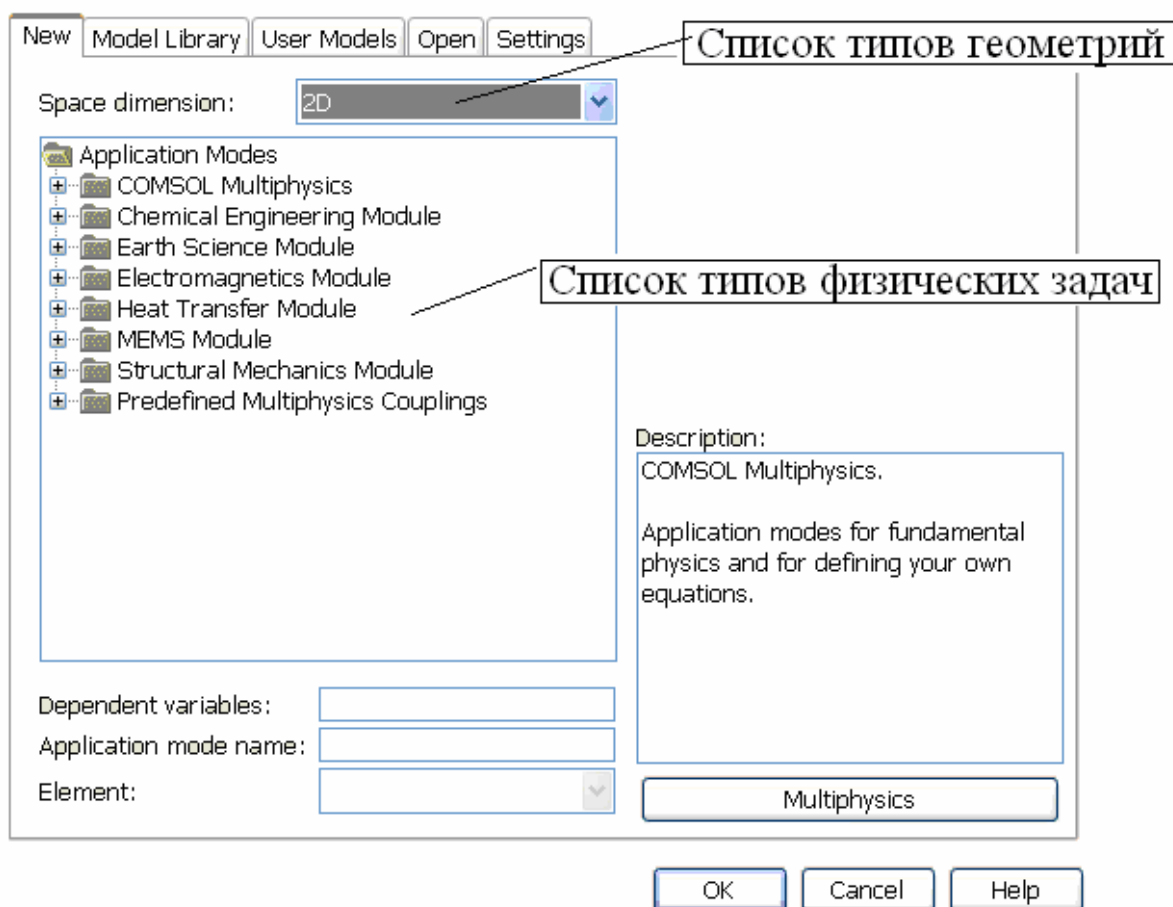 New Model Library User Models Open Settings
Список типов геометрий
Space dimension: 2D
Application Modes
COMSOL Multiphysics
Chemical Engineering Module
Earth Science Module
Electromagnetics Module
Список типов физических задач
Heat Transfer Module
MEMS Module
Structural Mechanics Module
Predefined Multiphysics Couplings
Description:
COMSOL Multiphysics.
Application modes for fundamental
physics and for defining your own
equations.
Dependent variables:
Application mode name:
Element:
Multiphysics
OK Cancel Help